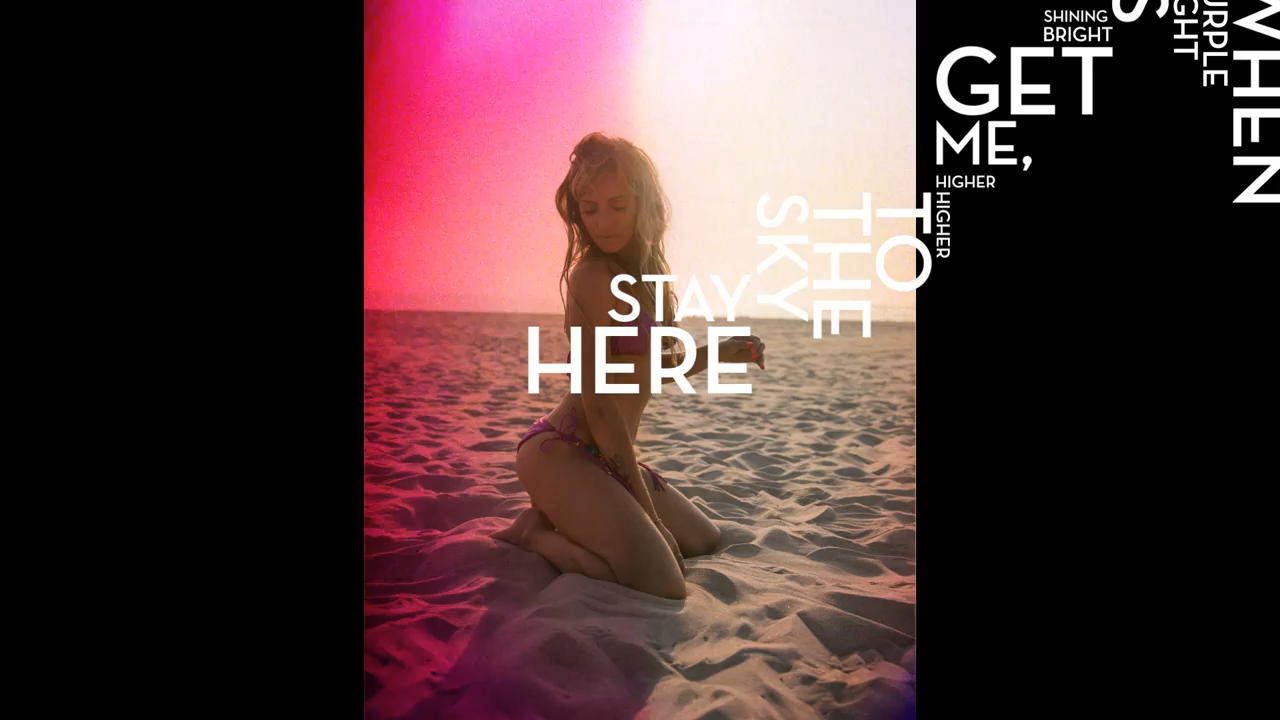 WHEN
SHINING
BRIGHT
GET
ME,
HIGHER
HIGHER
TO
THE
SKY
STAY
HERE